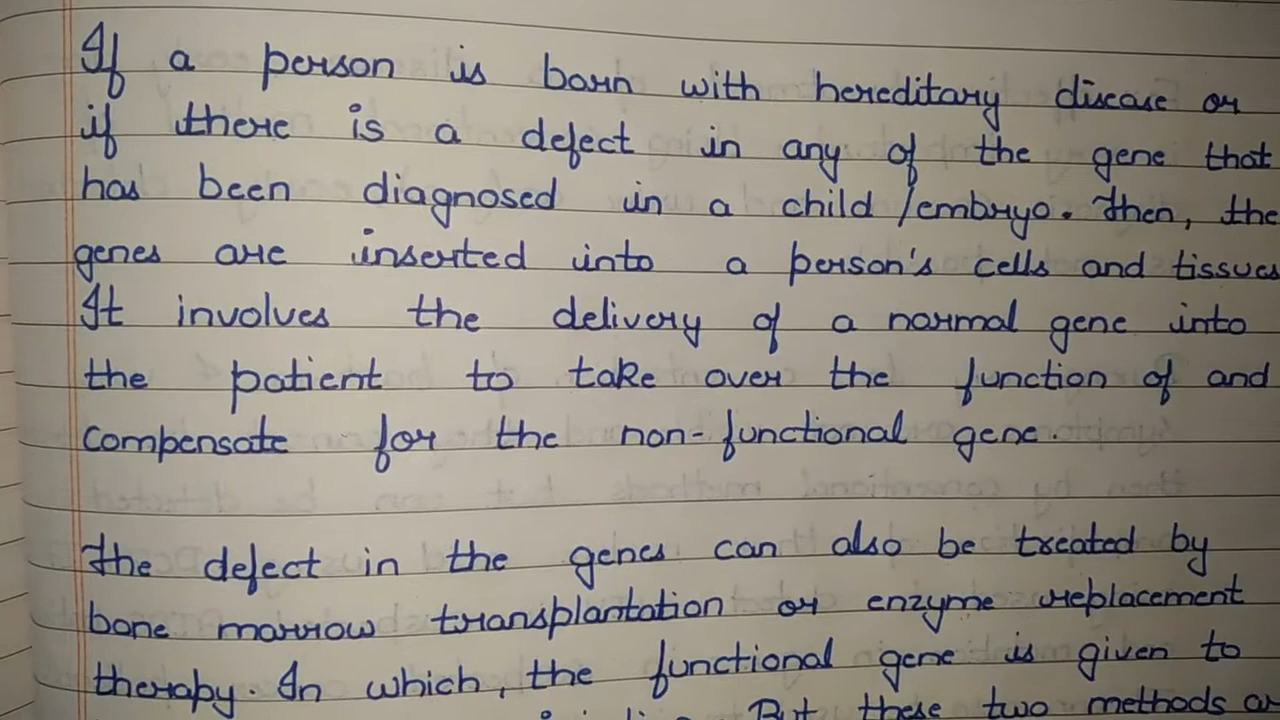 If a person is born with hereditary disease or
if there is a defect in any of the gene that
has been diagnosed in a child/embryo. Then, the
genes are inserted into a person's cells and tissues
It involves the delivery of a normal gene into
the patient to take over the function of and
compensate for the non-functional gene.
The defect in the genes can also be treated by
bone marrow transplantation or enzyme replacement
therapy. In which, the functional gene is given to
But these two methods